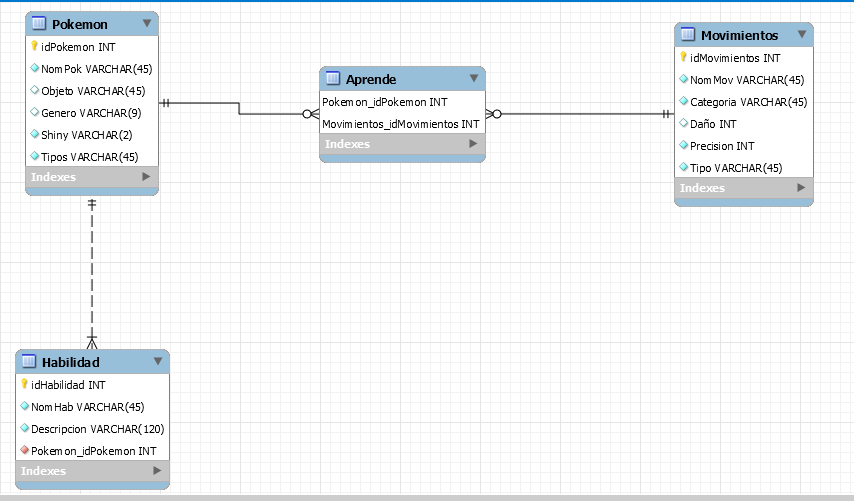 Pokemon
idPokemon INT
NomPok VARCHAR(45)
Objeto VARCHAR(45)
Genero VARCHAR(9)
Shiny VARCHAR(2)
Tipos VARCHAR(45)
Indexes
Aprende
Pokemon_idPokemon INT
Movimientos_idMovimientos INT
Indexes
Movimientos
idMovimientos INT
NomMov VARCHAR(45)
Categoria VARCHAR(45)
Daño INT
Precision INT
Tipo VARCHAR(45)
Indexes
Habilidad
idHabilidad INT
NomHab VARCHAR(45)
Descripcion VARCHAR(120)
Pokemon_idPokemon INT
Indexes